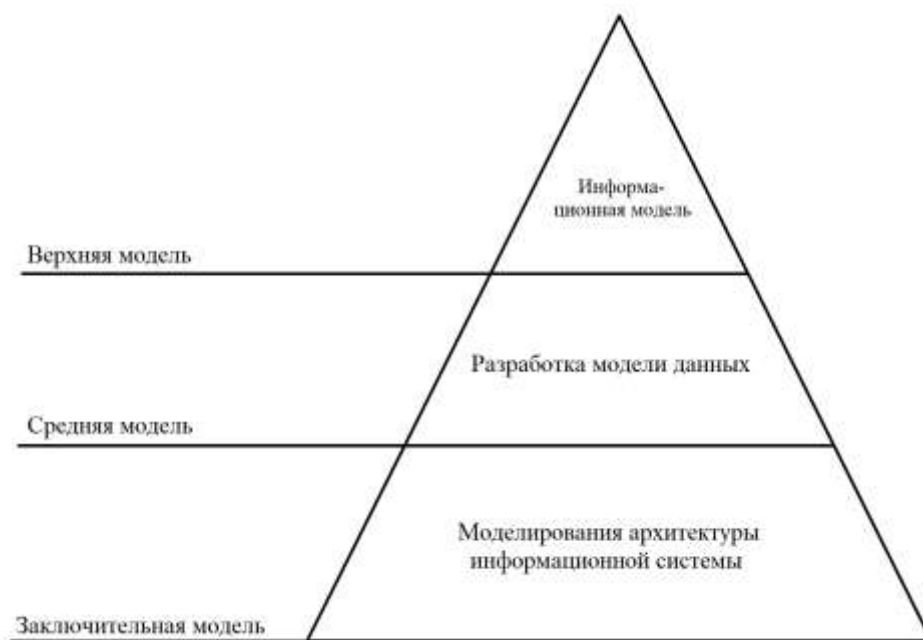 Информа-
ционная модель
Верхняя модель
Разработка модели данных
Средняя модель
Моделирования архитектуры
информационной системы
Заключительная модель